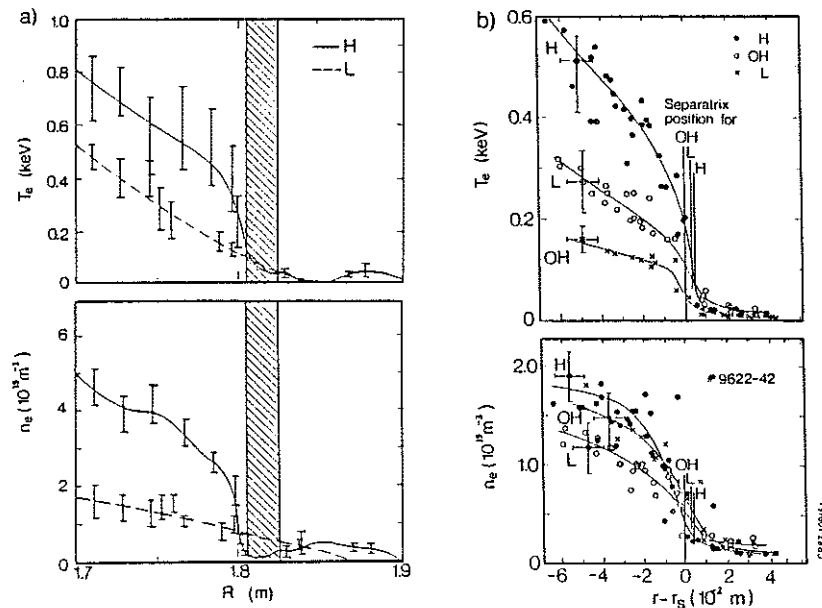 a)
1.0
0.8
0.6
0.4
0.2
0
T_e (keV)
H
L
6
4
2
0
n_e (10^19 m^-3)
1.7
1.8
1.9
R (m)
b)
0.6
0.4
0.2
0
T_e (keV)
H
OH
L
Separatrix
position for
OH
L
H
H
L
OH
2.0
1.0
0
n_e (10^19 m^-3)
# 9622-42
H
OH
L
OH
L
H
-6
-4
-2
0
2
4
r-r_S (10^2 m)